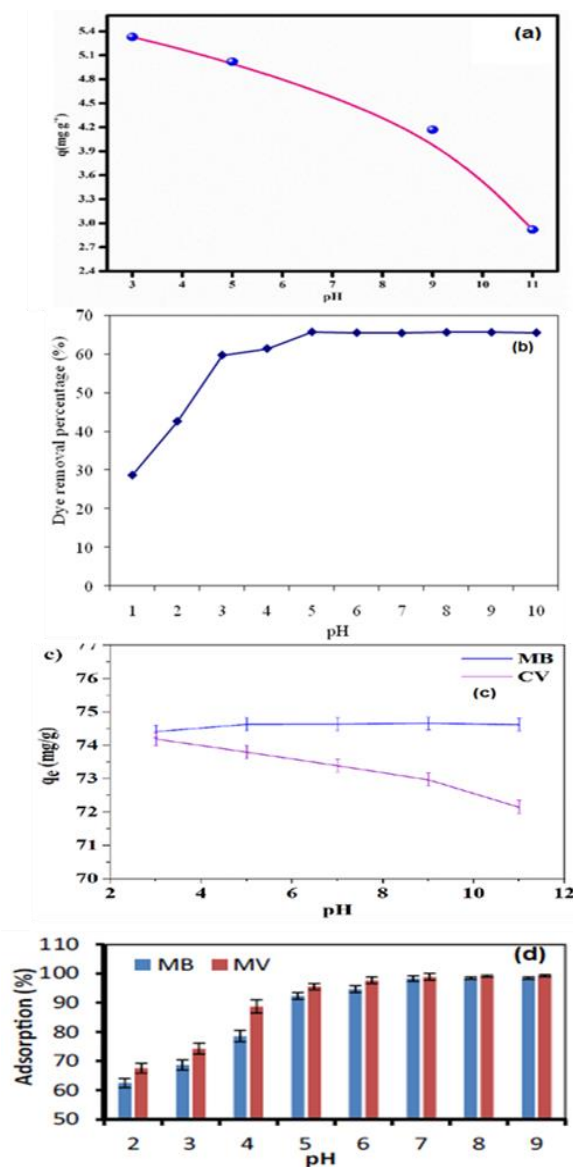 (a)
5.4
5.1
4.8
4.5
4.2
3.9
3.6
3.3
3.0
2.7
2.4
q(mg g⁻¹)
3 4 5 6 7 8 9 10 11
pH
70
60
50
40
30
20
10
0
Dye removal percentage (%)
(b)
1 2 3 4 5 6 7 8 9 10
pH
c)
77
76
75
74
73
72
71
70
qe (mg/g)
MB
CV
(c)
2 4 6 8 10 12
pH
110
100
90
80
70
60
50
Adsorption (%)
MB MV
(d)
2 3 4 5 6 7 8 9
pH